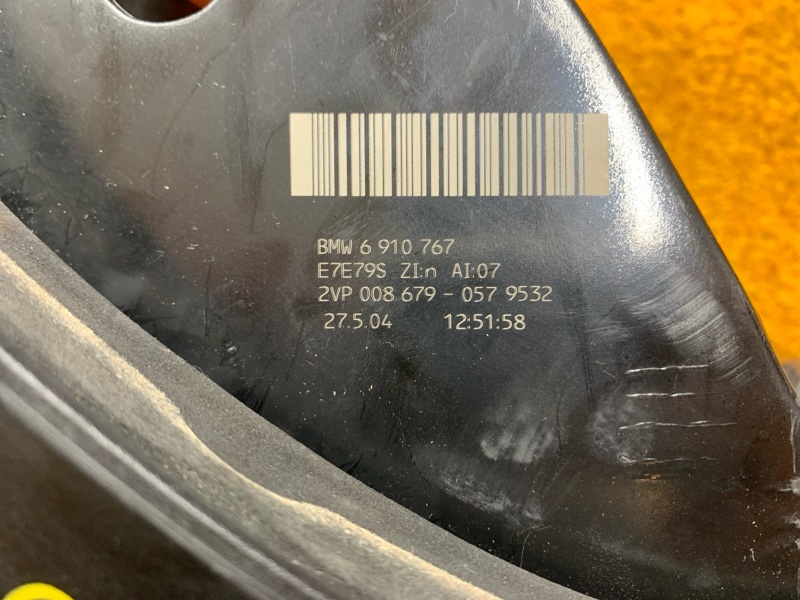 BMW 6 910 767
E7E79S ZI:n AI:07
2VP 008 679 - 057 9532
27.5.04 12:51:58